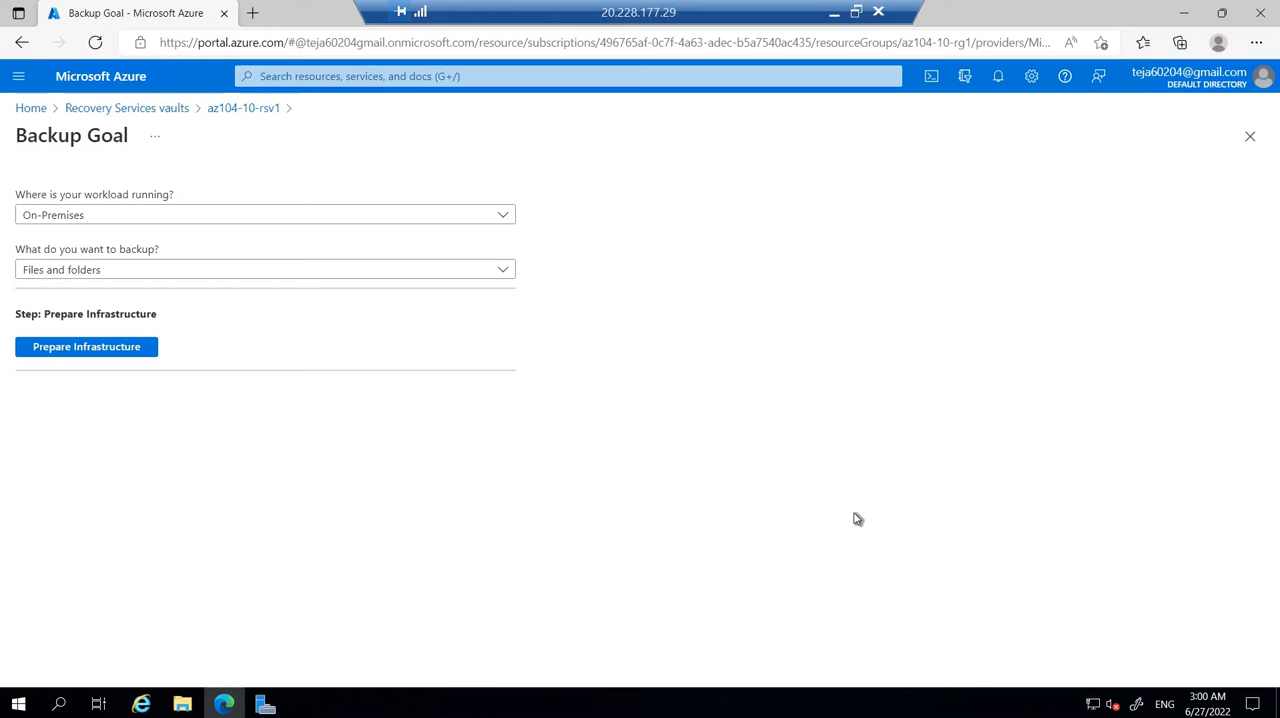 Backup Goal - Microsoft Azure
20.228.177.29
https://portal.azure.com/#@teja60204gmail.onmicrosoft.com/resource/subscriptions/496765af-0c7f-4a63-adec-b5a7540ac435/resourceGroups/az104-10-rg1/providers/Mi...
Microsoft Azure
Search resources, services, and docs (G+/)
teja60204@gmail.com
DEFAULT DIRECTORY
Home > Recovery Services vaults > az104-10-rsv1 >
Backup Goal ...
Where is your workload running?
On-Premises
What do you want to backup?
Files and folders
Step: Prepare Infrastructure
Prepare Infrastructure
ENG
3:00 AM
6/27/2022